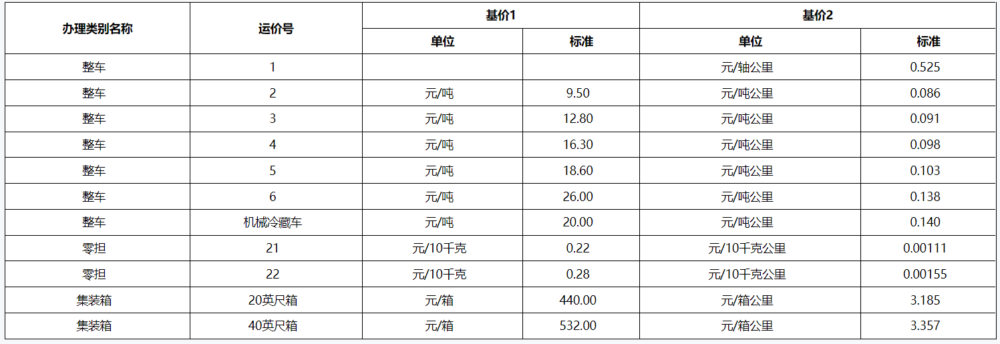 办理类别名称 运价号 基价1 基价2
单位 标准 单位 标准
整车 1 元/轴公里 0.525
整车 2 元/吨 9.50 元/吨公里 0.086
整车 3 元/吨 12.80 元/吨公里 0.091
整车 4 元/吨 16.30 元/吨公里 0.098
整车 5 元/吨 18.60 元/吨公里 0.103
整车 6 元/吨 26.00 元/吨公里 0.138
整车 机械冷藏车 元/吨 20.00 元/吨公里 0.140
零担 21 元/10千克 0.22 元/10千克公里 0.00111
零担 22 元/10千克 0.28 元/10千克公里 0.00155
集装箱 20英尺箱 元/箱 440.00 元/箱公里 3.185
集装箱 40英尺箱 元/箱 532.00 元/箱公里 3.357